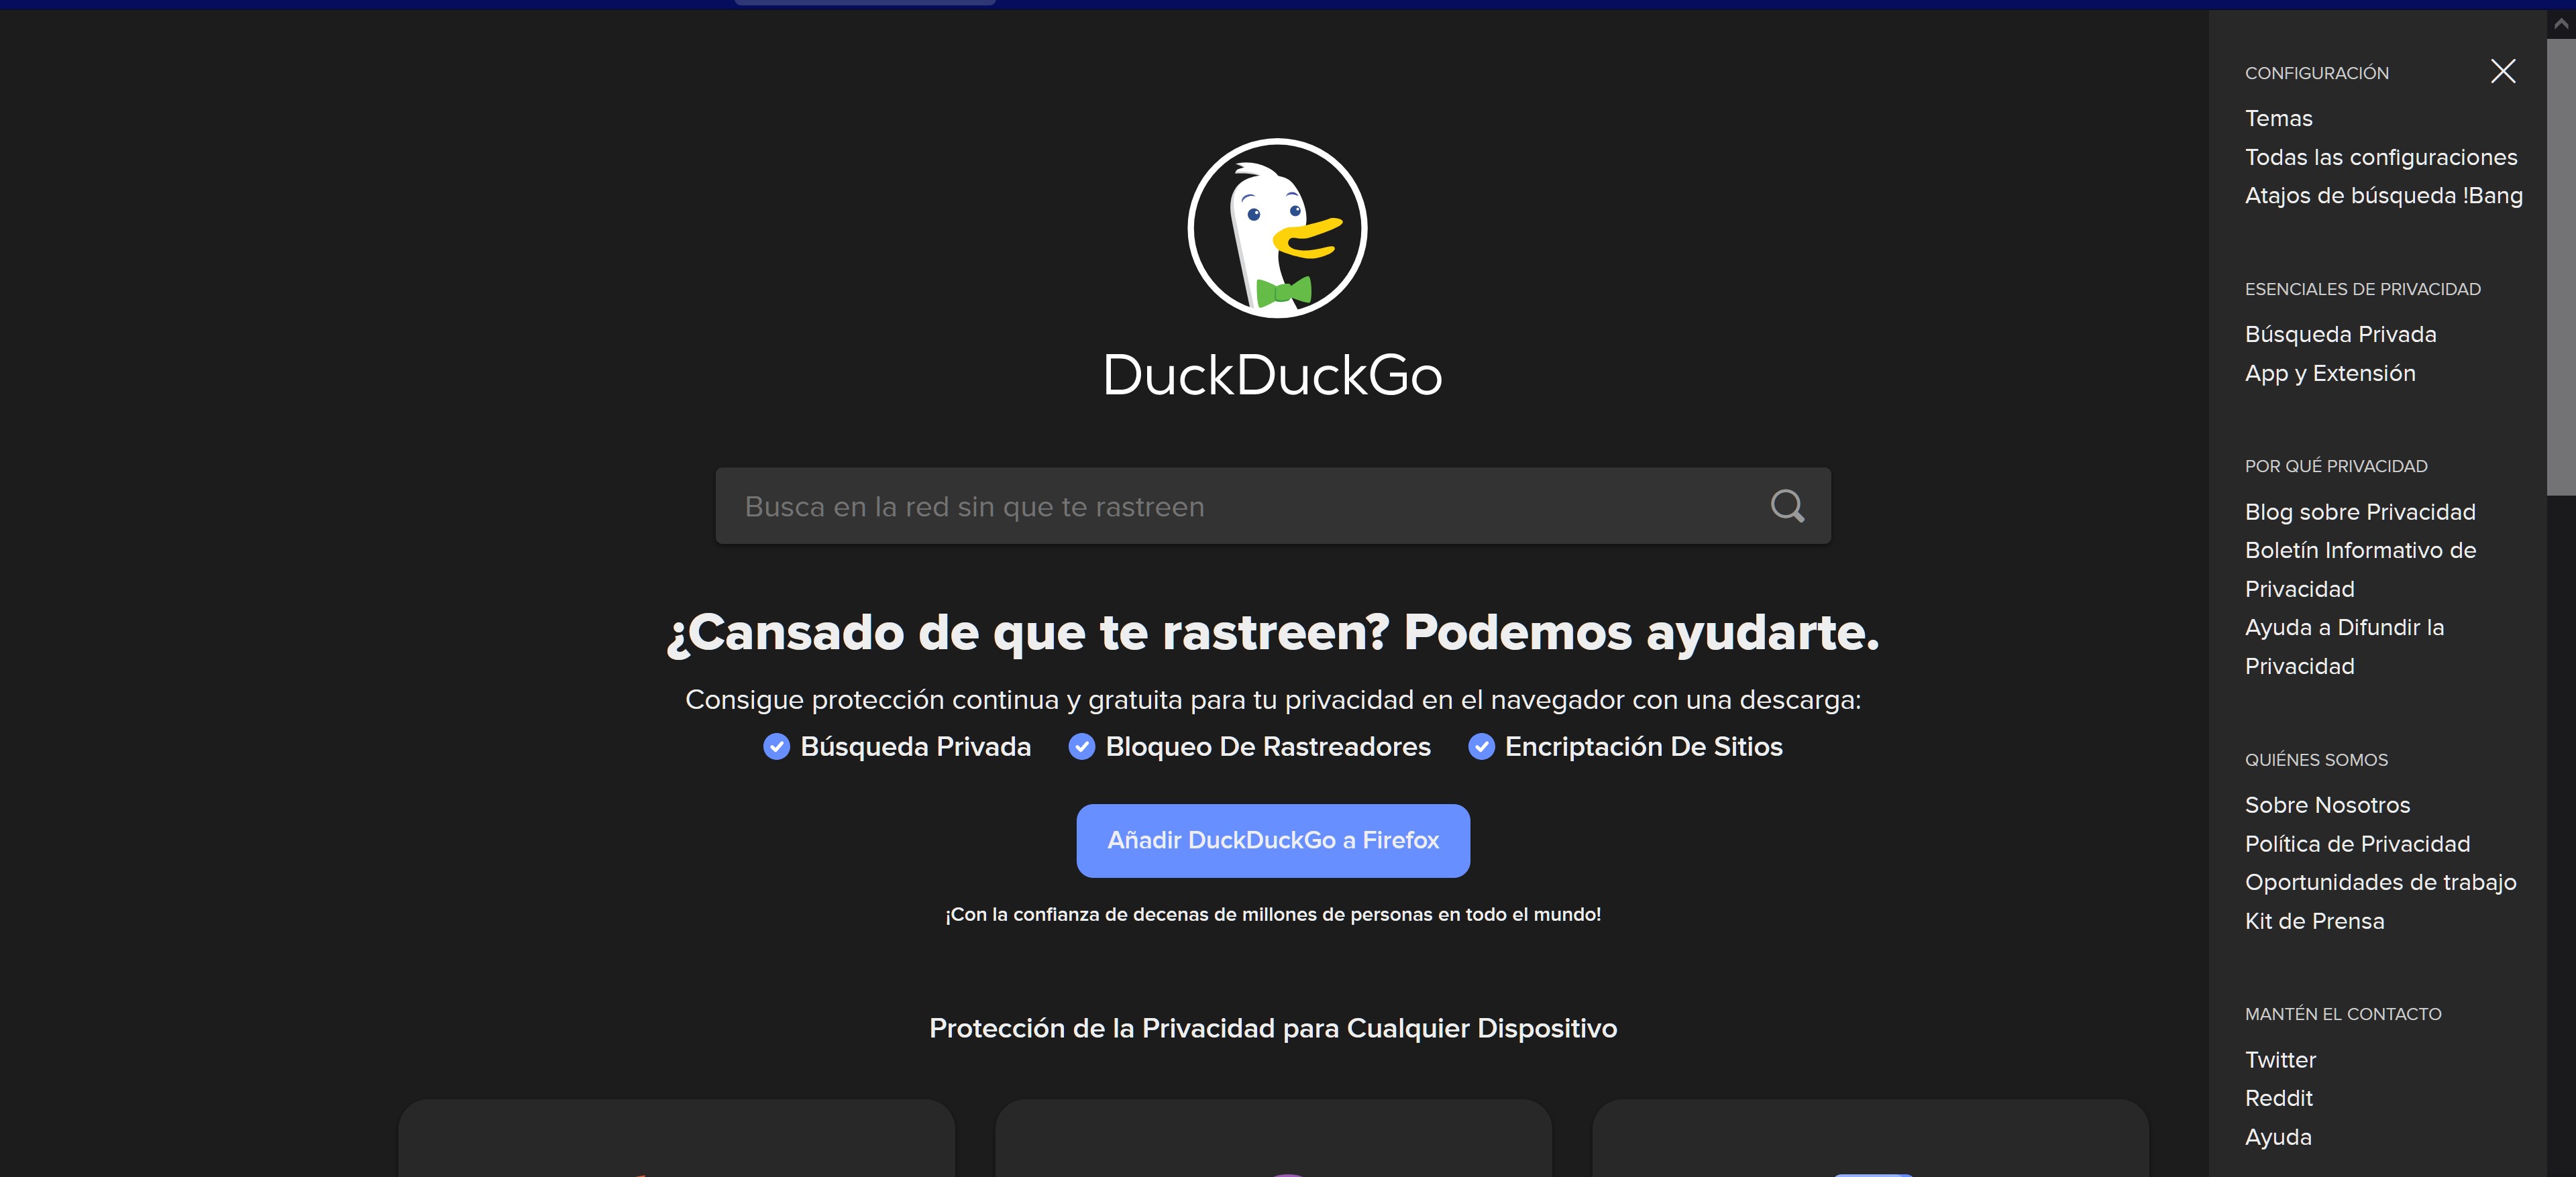 DuckDuckGo
Busca en la red sin que te rastreen
¿Cansado de que te rastreen? Podemos ayudarte.
Consigue protección continua y gratuita para tu privacidad en el navegador con una descarga:
Búsqueda Privada
Bloqueo De Rastreadores
Encriptación De Sitios
Añadir DuckDuckGo a Firefox
¡Con la confianza de decenas de millones de personas en todo el mundo!
Protección de la Privacidad para Cualquier Dispositivo
CONFIGURACIÓN
Temas
Todas las configuraciones
Atajos de búsqueda !Bang
ESENCIALES DE PRIVACIDAD
Búsqueda Privada
App y Extensión
POR QUÉ PRIVACIDAD
Blog sobre Privacidad
Boletín Informativo de
Privacidad
Ayuda a Difundir la
Privacidad
QUIÉNES SOMOS
Sobre Nosotros
Política de Privacidad
Oportunidades de trabajo
Kit de Prensa
MANTÉN EL CONTACTO
Twitter
Reddit
Ayuda